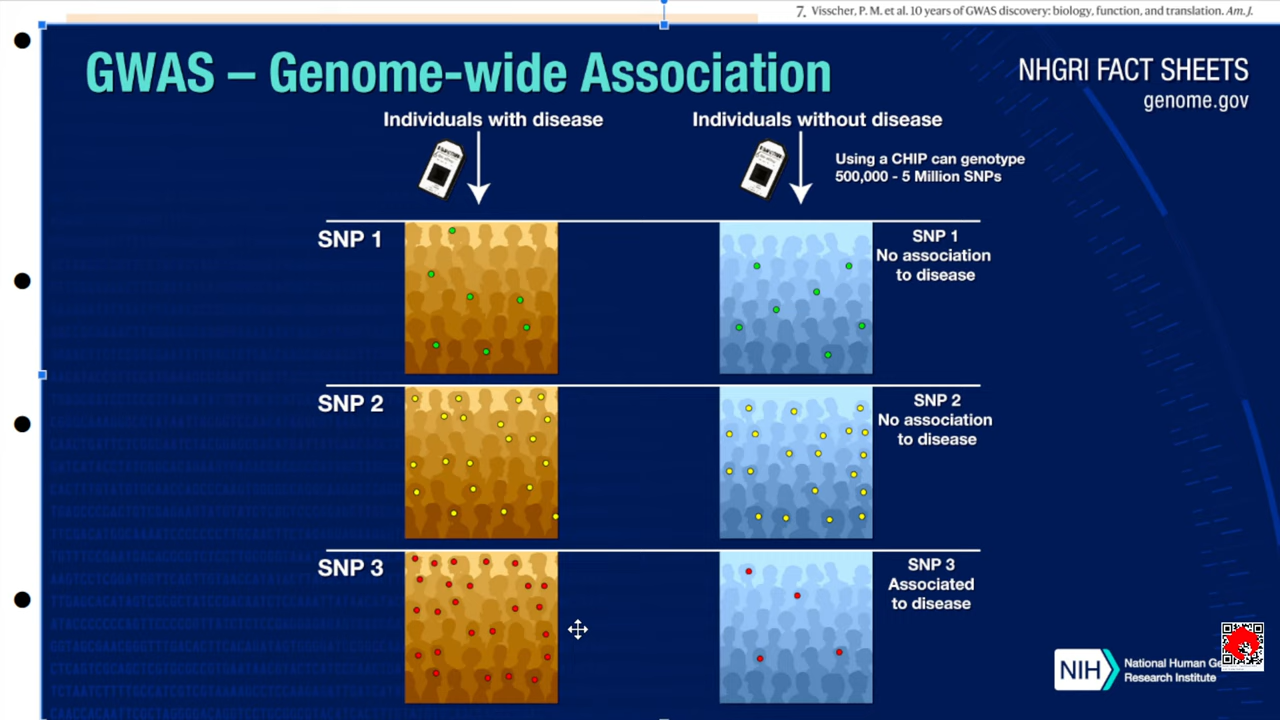 7. Visscher, P. M. et al. 10 years of GWAS discovery: biology, function, and translation. Am. J.
GWAS – Genome-wide Association
NHGRI FACT SHEETS
genome.gov
Individuals with disease
Individuals without disease
Using a CHIP can genotype
500,000 - 5 Million SNPs
SNP 1
SNP 1
No association
to disease
SNP 2
SNP 2
No association
to disease
SNP 3
SNP 3
Associated
to disease
NIH
National Human
Research Institute